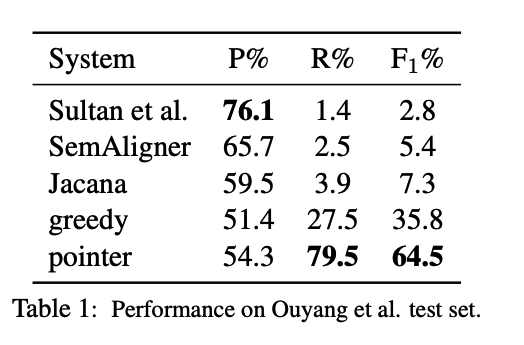 System P% R% F₁%
Sultan et al. 76.1 1.4 2.8
SemAligner 65.7 2.5 5.4
Jacana 59.5 3.9 7.3
greedy 51.4 27.5 35.8
pointer 54.3 79.5 64.5
Table 1: Performance on Ouyang et al. test set.